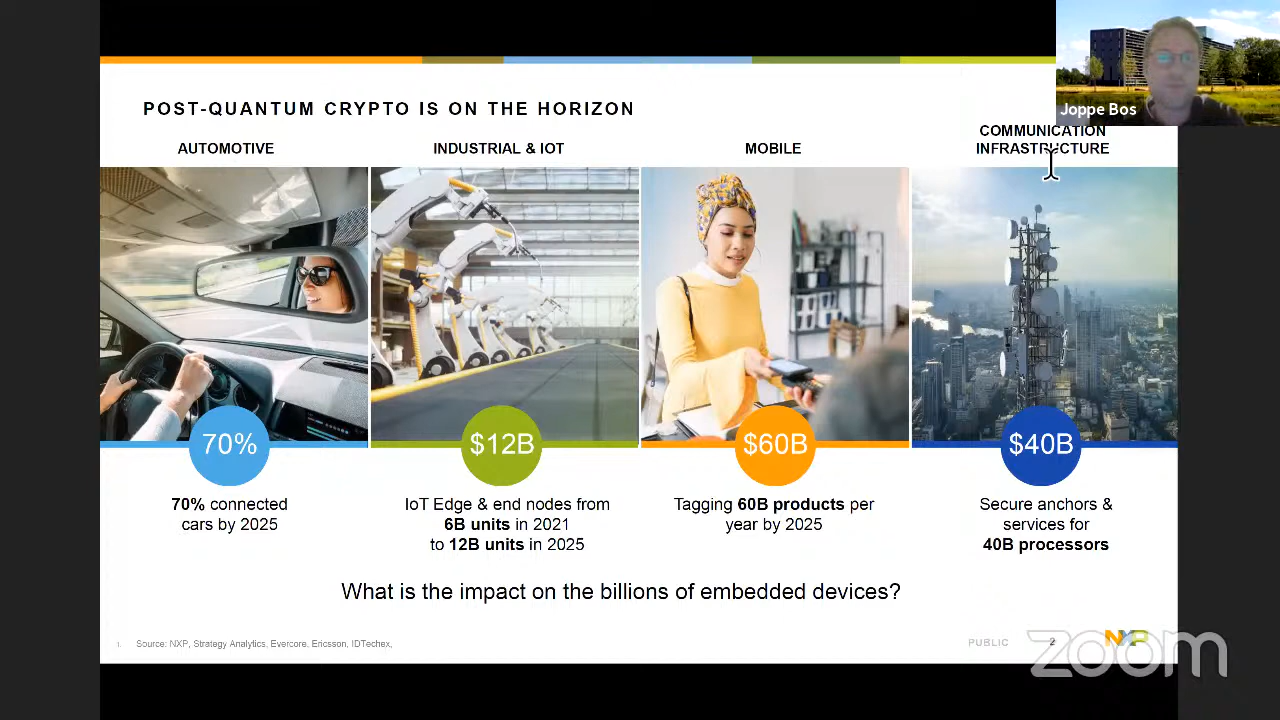 POST-QUANTUM CRYPTO IS ON THE HORIZON
Joppe Bos
AUTOMOTIVE
INDUSTRIAL & IOT
MOBILE
COMMUNICATION
INFRASTRUCTURE
70%
$12B
$60B
$40B
70% connected
cars by 2025
IoT Edge & end nodes from
6B units in 2021
to 12B units in 2025
Tagging 60B products per
year by 2025
Secure anchors &
services for
40B processors
What is the impact on the billions of embedded devices?
1. Source: NXP, Strategy Analytics, Evercore, Ericsson, IDTechex,
PUBLIC
2
NXP
zoom